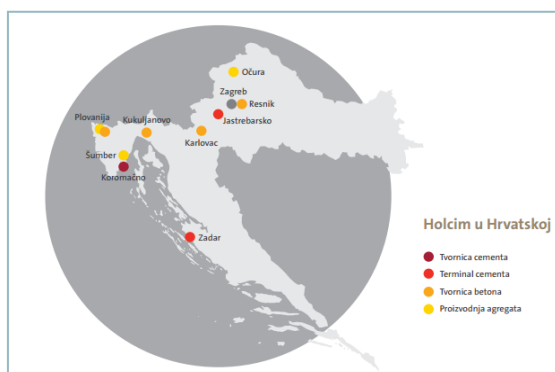 Očura
Zagreb
Resnik
Plovanija
Kukuljanovo
Jastrebarsko
Karlovac
Šumber
Koromačno
Zadar
Holcim u Hrvatskoj
Tvornica cementa
Terminal cementa
Tvornica betona
Proizvodnja agregata